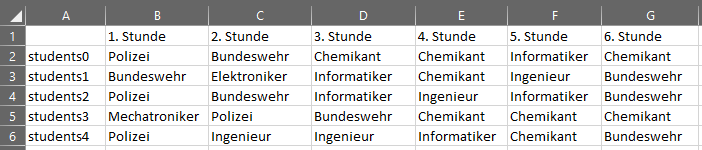 A B C D E F G
1 1. Stunde 2. Stunde 3. Stunde 4. Stunde 5. Stunde 6. Stunde
2 students0 Polizei Bundeswehr Chemikant Chemikant Informatiker Chemikant
3 students1 Bundeswehr Elektroniker Informatiker Chemikant Ingenieur Bundeswehr
4 students2 Polizei Bundeswehr Informatiker Ingenieur Informatiker Bundeswehr
5 students3 Mechatroniker Polizei Bundeswehr Chemikant Chemikant Chemikant
6 students4 Polizei Ingenieur Ingenieur Informatiker Chemikant Bundeswehr